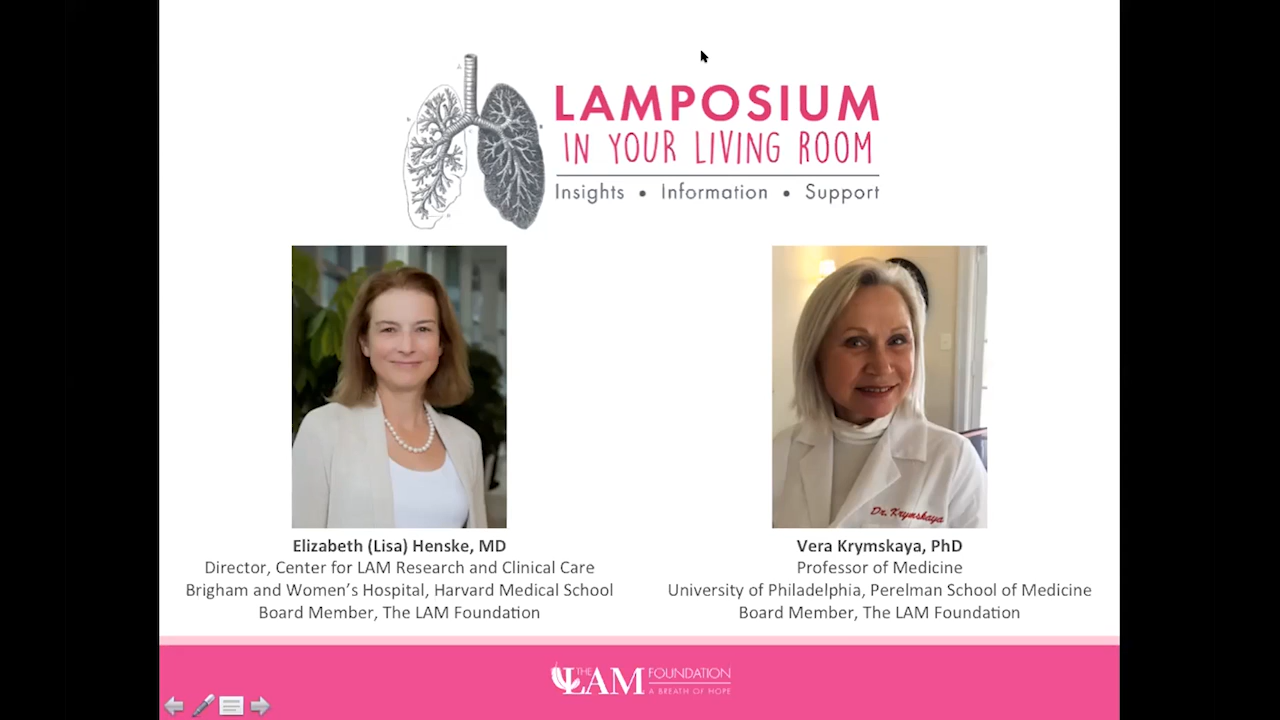 LAMPOSIUM
IN YOUR LIVING ROOM
Insights • Information • Support
Dr. Krymskaya
Elizabeth (Lisa) Henske, MD
Director, Center for LAM Research and Clinical Care
Brigham and Women's Hospital, Harvard Medical School
Board Member, The LAM Foundation
Vera Krymskaya, PhD
Professor of Medicine
University of Philadelphia, Perelman School of Medicine
Board Member, The LAM Foundation
THE LAM FOUNDATION
A BREATH OF HOPE